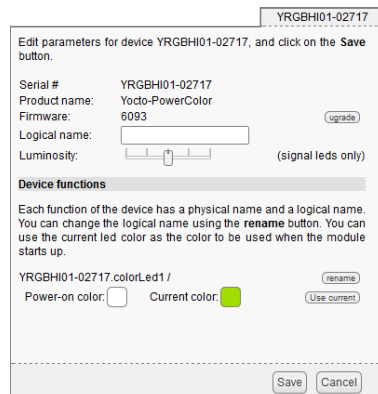 YRGBHI01-02717
Edit parameters for device YRGBHI01-02717, and click on the Save
button.
Serial # YRGBHI01-02717
Product name: Yocto-PowerColor
Firmware: 6093 ugrade
Logical name:
Luminosity: (signal leds only)
Device functions
Each function of the device has a physical name and a logical name.
You can change the logical name using the rename button. You can
use the current led color as the color to be used when the module
starts up.
YRGBHI01-02717.colorLed1 / rename
Power-on color: Current color: Use current
Save Cancel